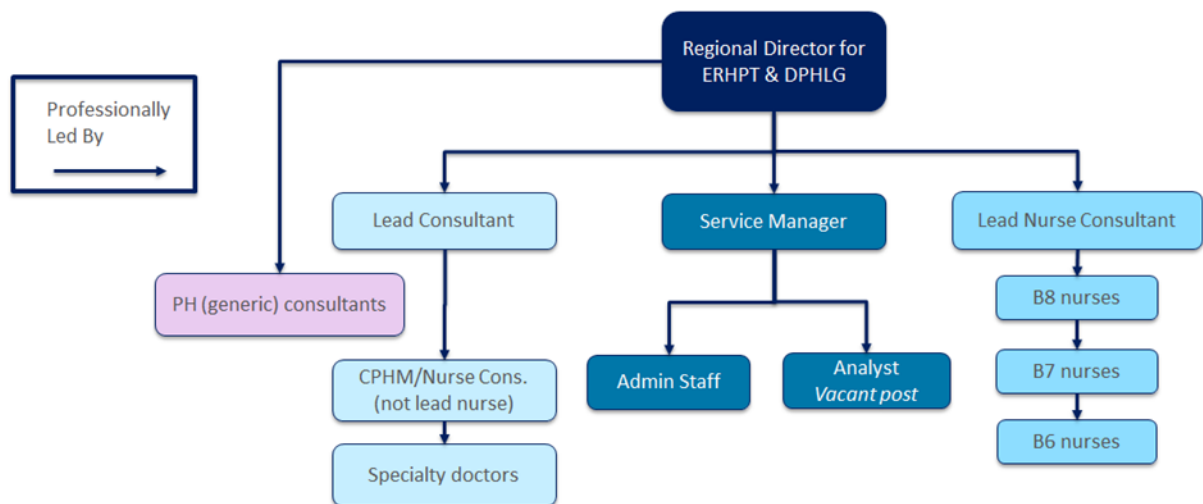 Regional Director for
ERHPT & DPHLG
Professionally
Led By
Lead Consultant
Service Manager
Lead Nurse Consultant
PH (generic) consultants
B8 nurses
CPHM/Nurse Cons.
(not lead nurse)
Admin Staff
Analyst
Vacant post
B7 nurses
Specialty doctors
B6 nurses